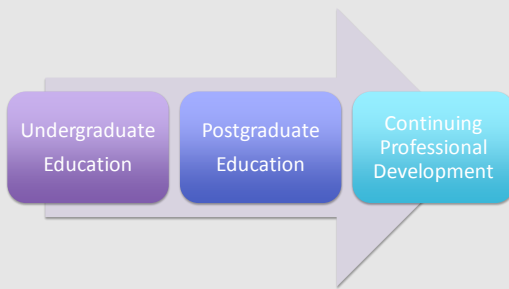 Undergraduate
Education
Postgraduate
Education
Continuing
Professional
Development